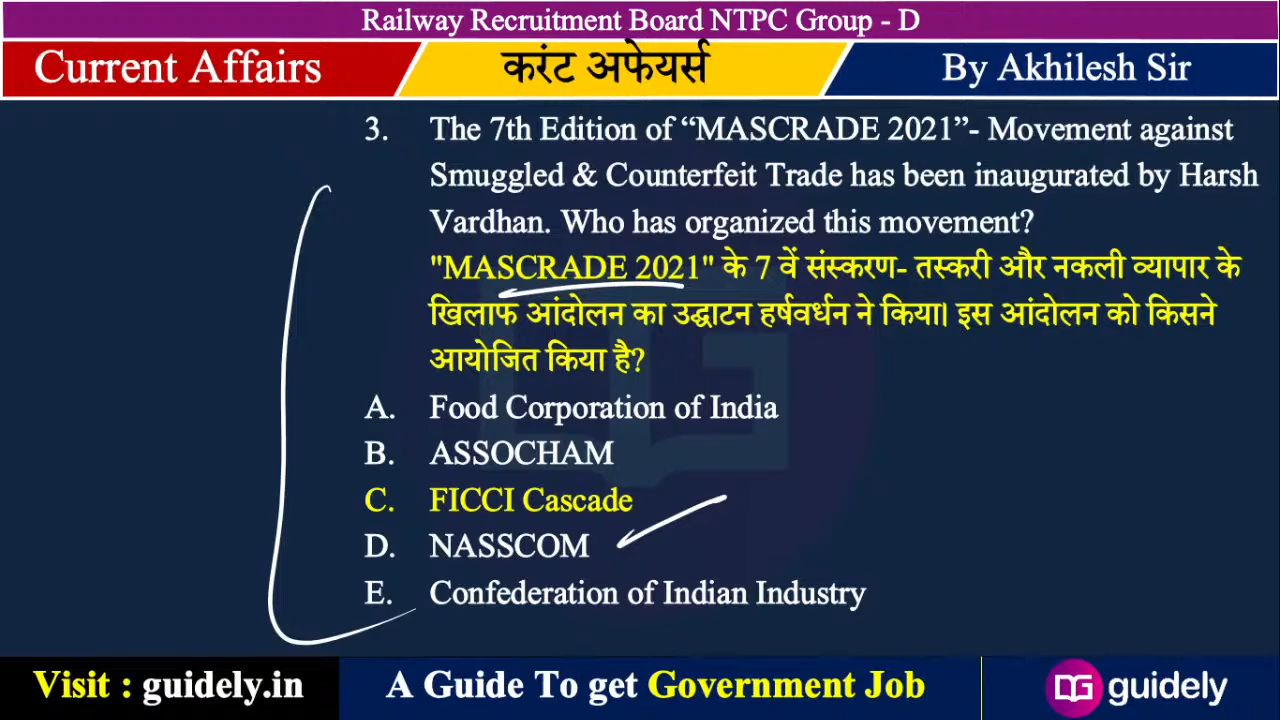 Railway Recruitment Board NTPC Group - D
Current Affairs
करंट अफेयर्स
By Akhilesh Sir
3. The 7th Edition of “MASCRADE 2021”- Movement against
Smuggled & Counterfeit Trade has been inaugurated by Harsh
Vardhan. Who has organized this movement?
"MASCRADE 2021" के 7 वें संस्करण- तस्करी और नकली व्यापार के
खिलाफ आंदोलन का उद्घाटन हर्षवर्धन ने किया। इस आंदोलन को किसने
आयोजित किया है?
A. Food Corporation of India
B. ASSOCHAM
C. FICCI Cascade
D. NASSCOM
E. Confederation of Indian Industry
Visit : guidely.in
A Guide To get Government Job
guidely